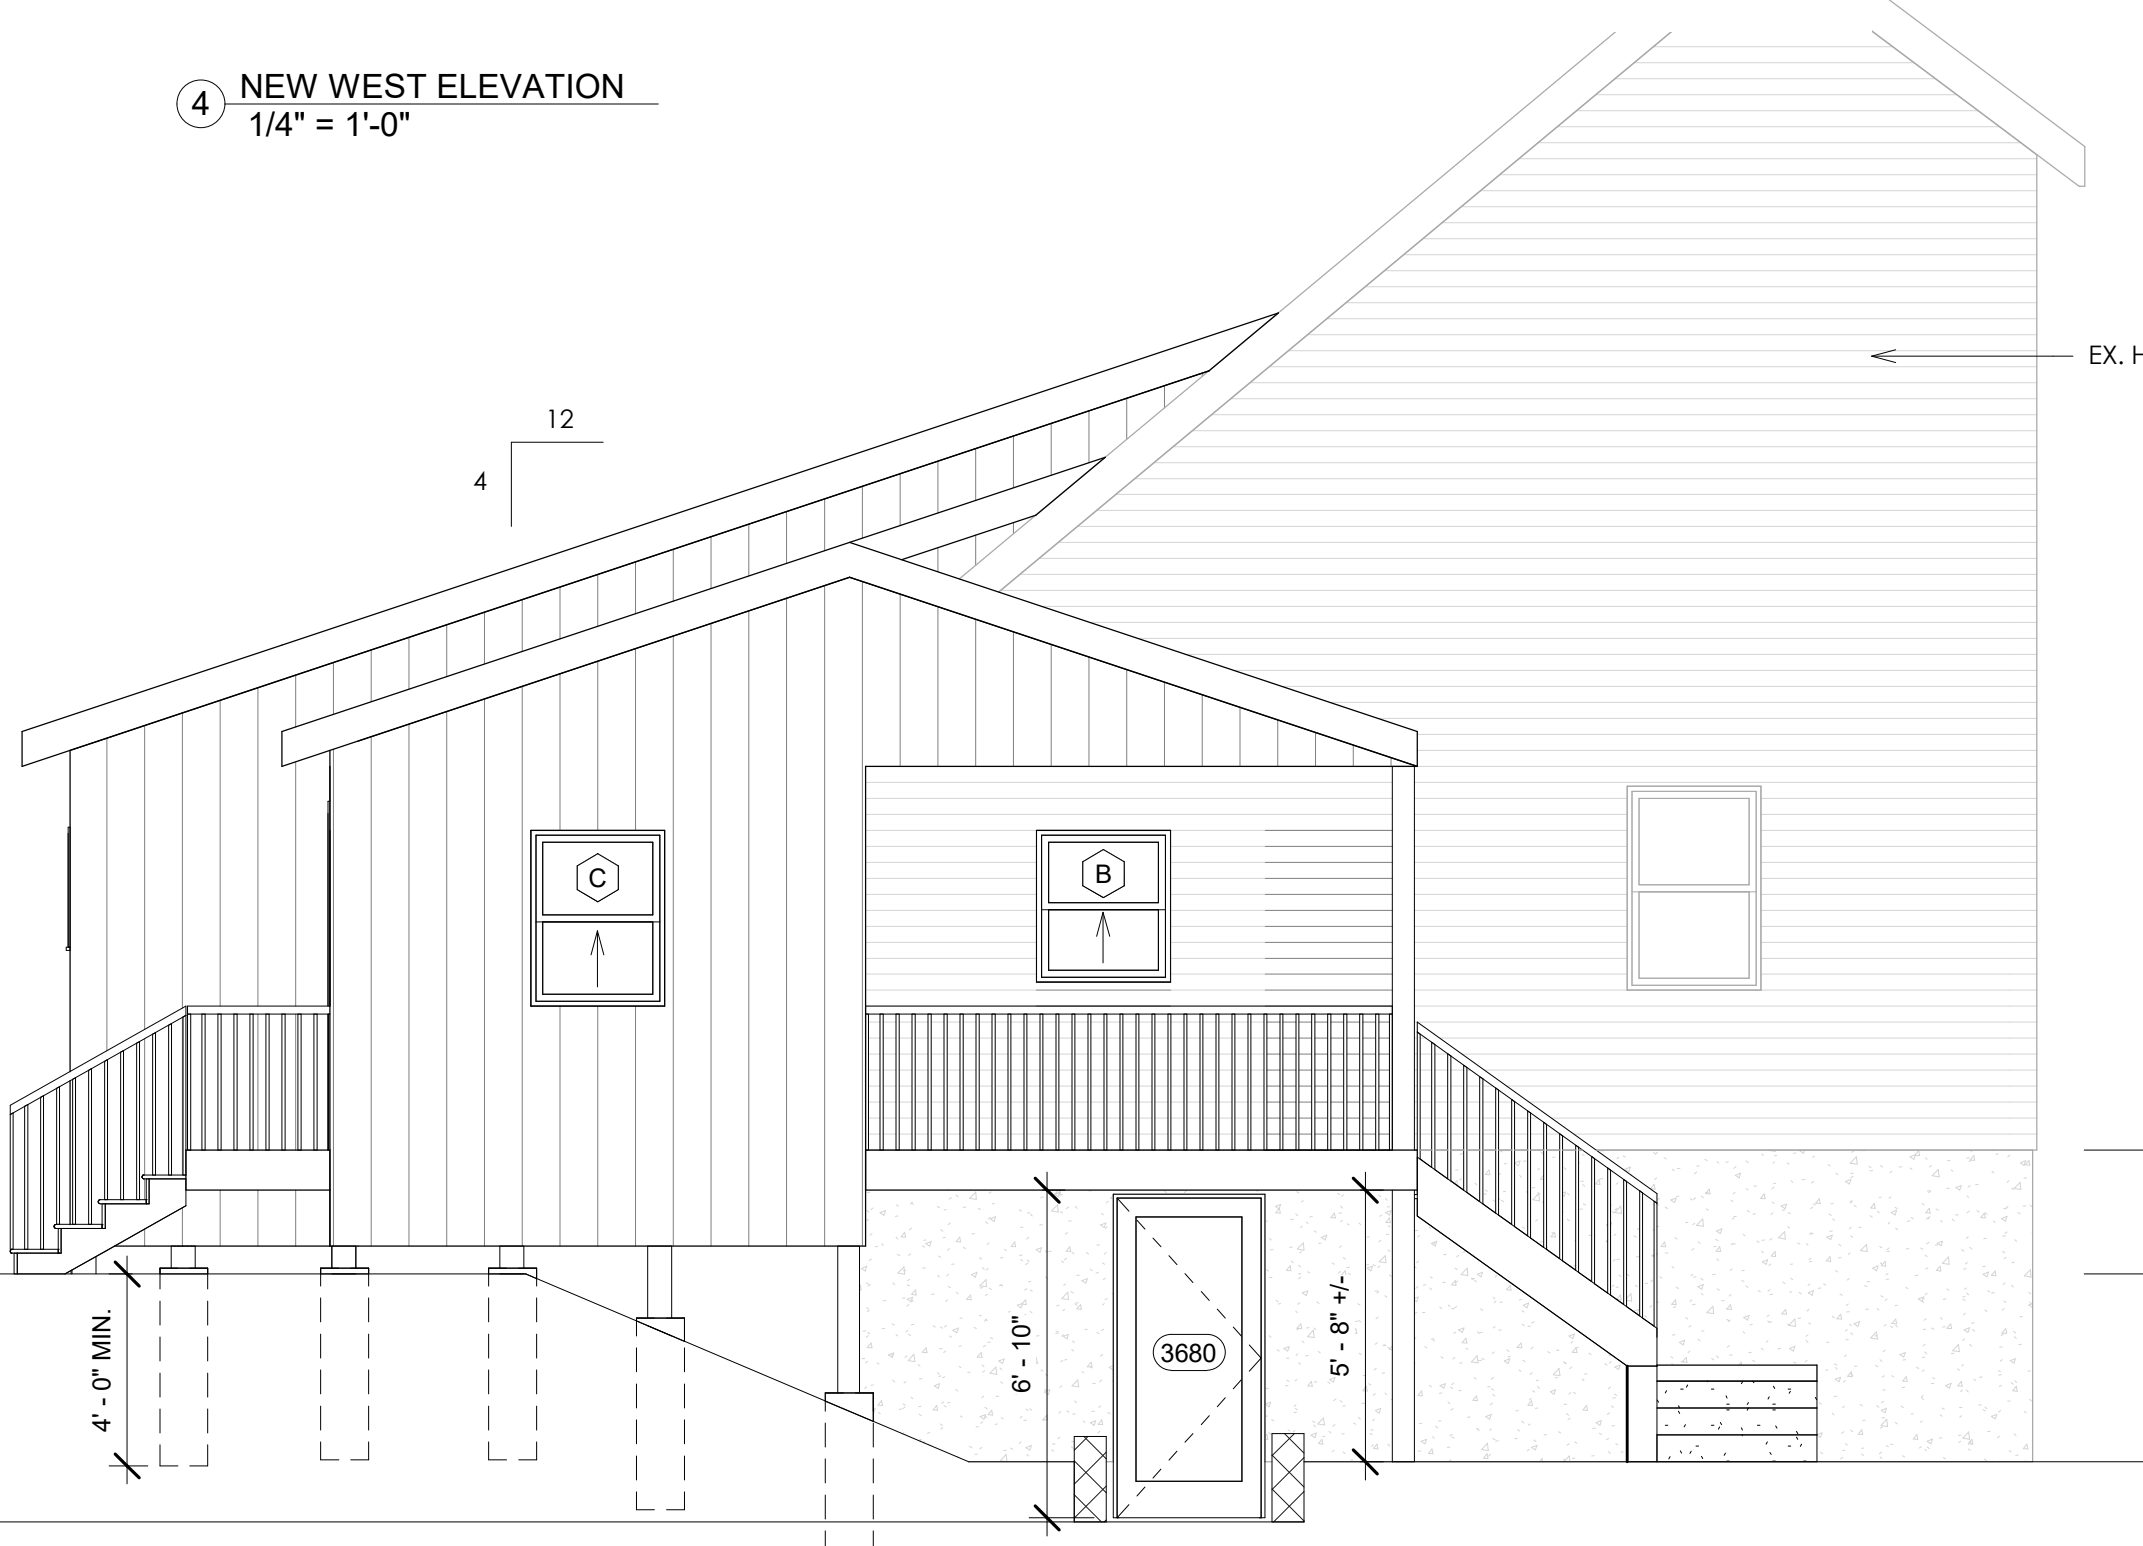 4 NEW WEST ELEVATION
1/4" = 1'-0"
EX. H
12
4
C
B
4' - 0" MIN.
6' - 10"
3680
5' - 8" +/-